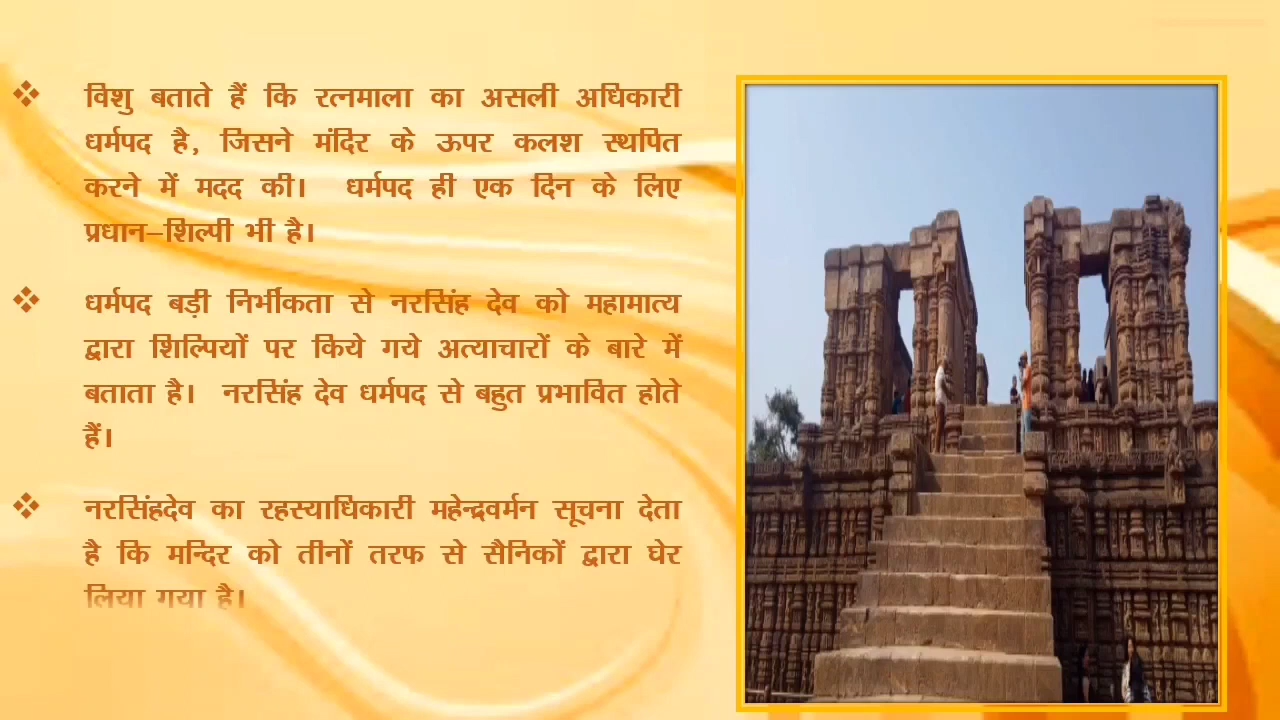 विशु बताते हैं कि रत्नमाला का असली अधिकारी
धर्मपद है, जिसने मंदिर के ऊपर कलश स्थपित
करने में मदद की। धर्मपद ही एक दिन के लिए
प्रधान–शिल्पी भी है।
धर्मपद बड़ी निर्भीकता से नरसिंह देव को महामात्य
द्वारा शिल्पियों पर किये गये अत्याचारों के बारे में
बताता है। नरसिंह देव धर्मपद से बहुत प्रभावित होते
हैं।
नरसिंहदेव का रहस्याधिकारी महेन्द्रवर्मन सूचना देता
है कि मन्दिर को तीनों तरफ से सैनिकों द्वारा घेर
लिया गया है।